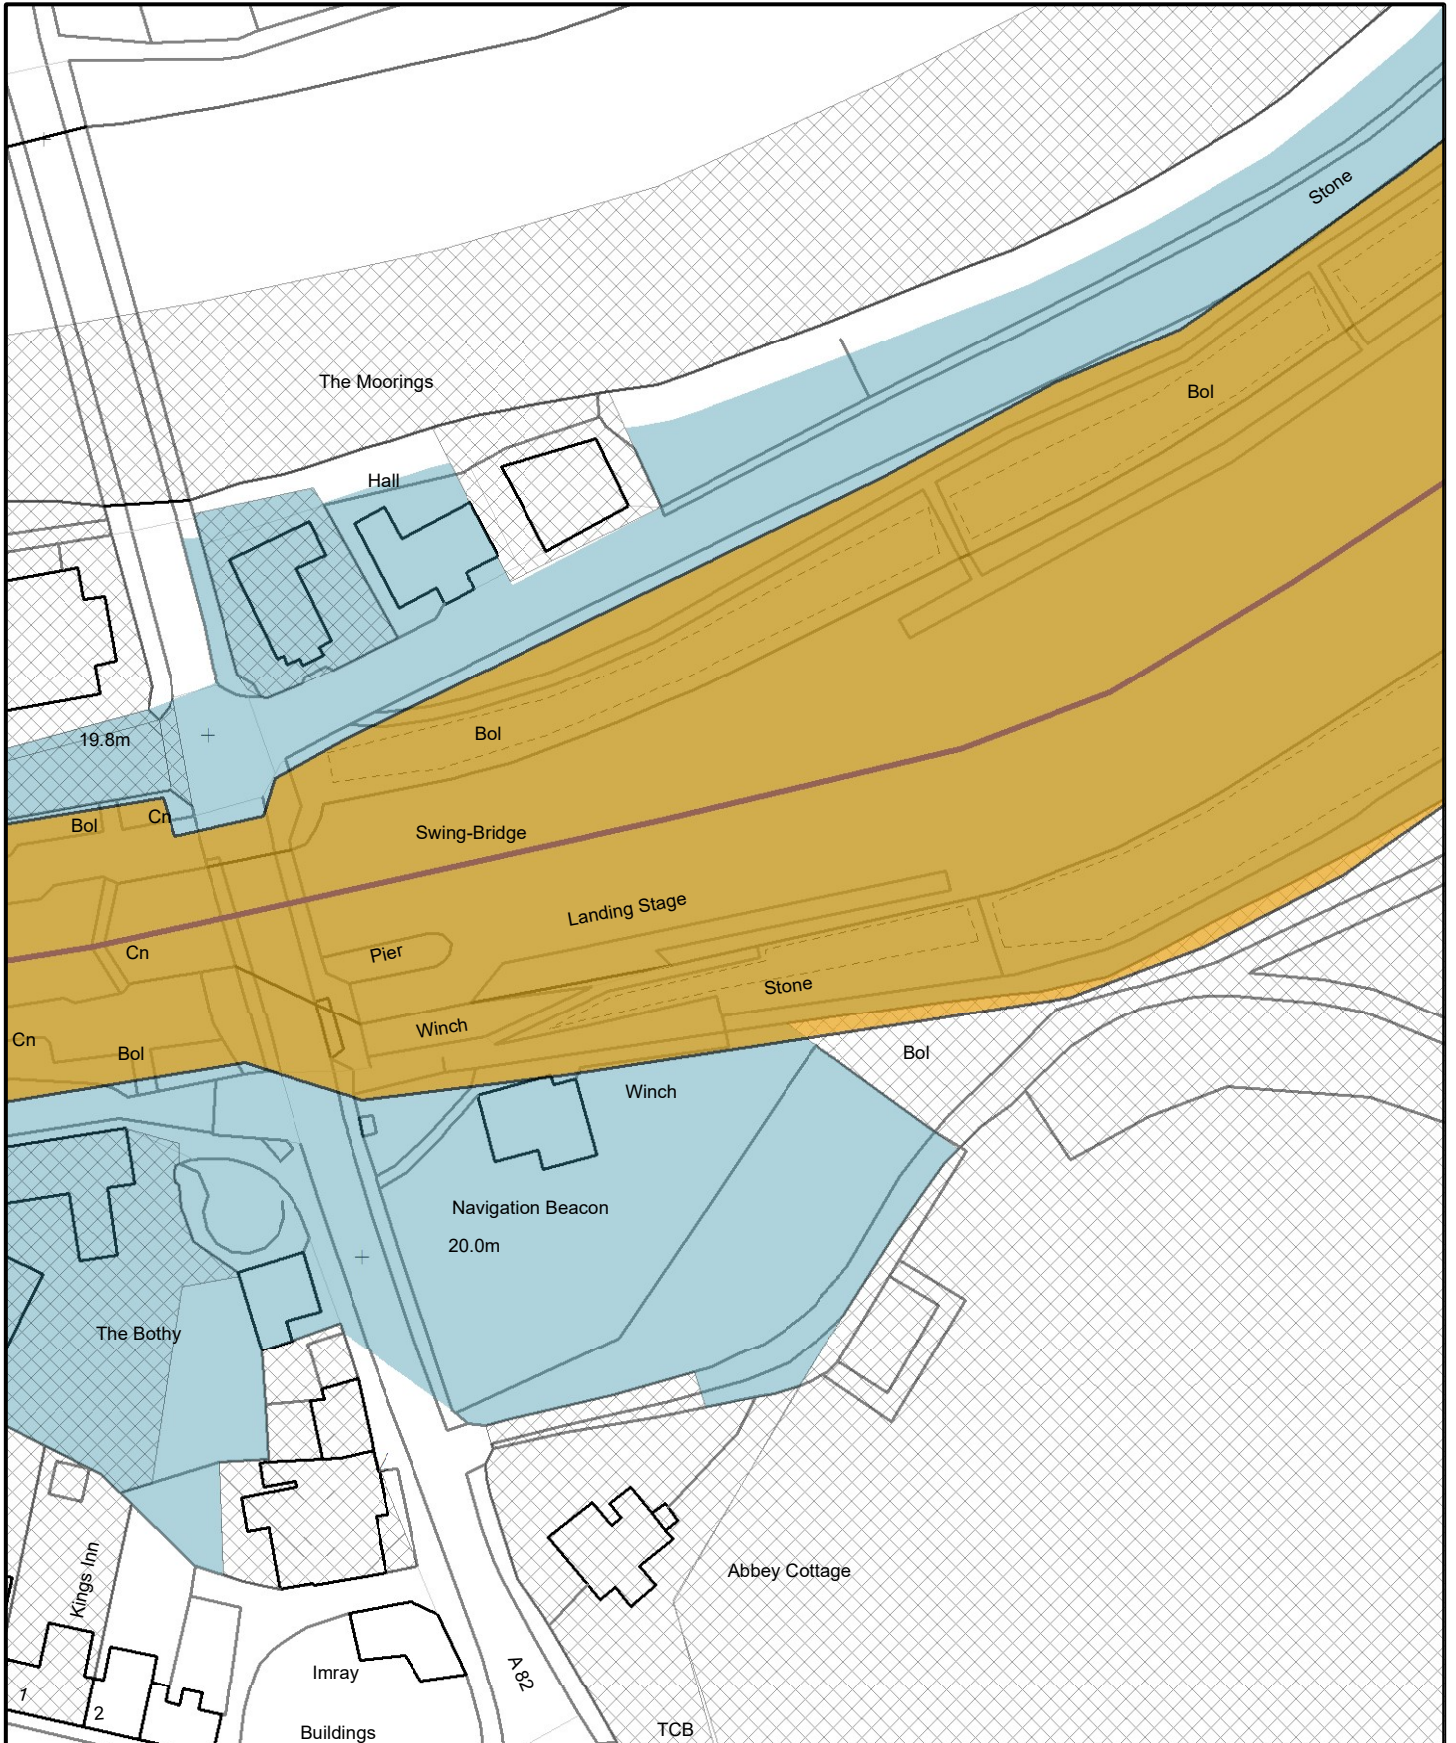 Stone
The Moorings
Bol
Hall
Bol
19.8m
Bol
Cn
Swing-Bridge
Landing Stage
Pier
Cn
Stone
Winch
Cn
Bol
Bol
Winch
Navigation Beacon
20.0m
The Bothy
Kings Inn
Abbey Cottage
Imray
A 82
1
2
Buildings
TCB